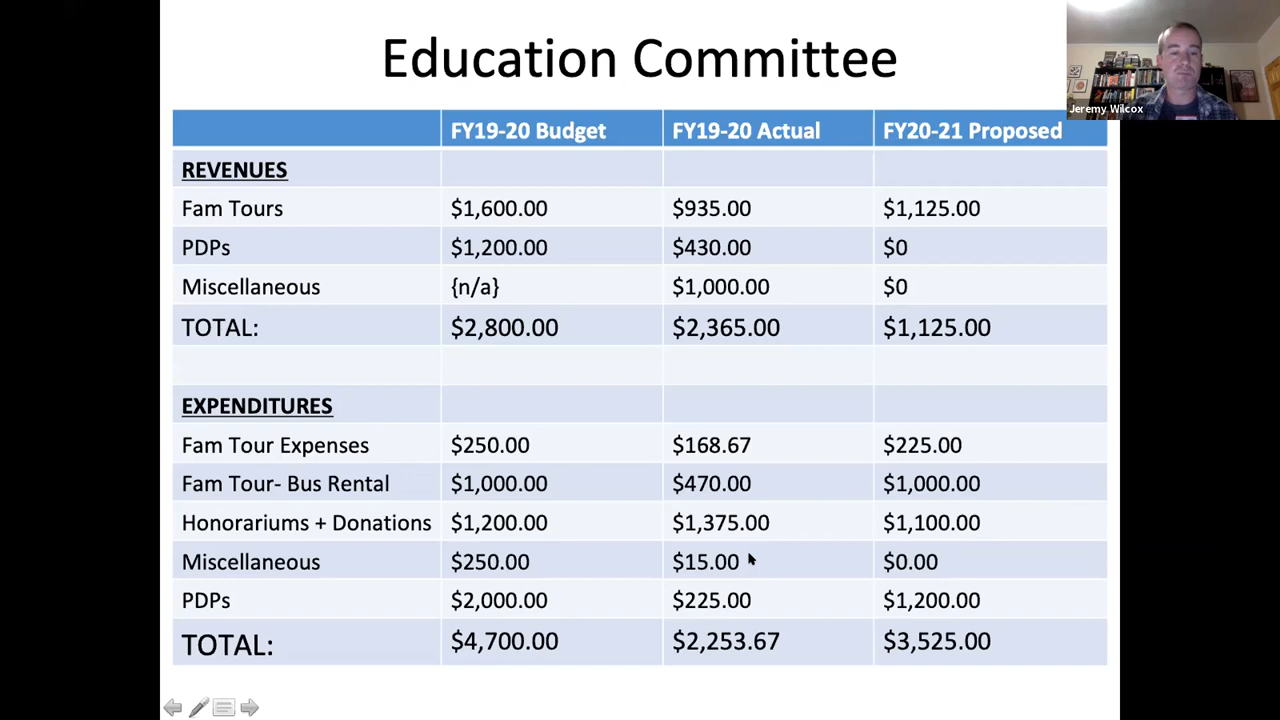 Education Committee
Jeremy Wilcox
FY19-20 Budget FY19-20 Actual FY20-21 Proposed
REVENUES
Fam Tours $1,600.00 $935.00 $1,125.00
PDPs $1,200.00 $430.00 $0
Miscellaneous {n/a} $1,000.00 $0
TOTAL: $2,800.00 $2,365.00 $1,125.00
EXPENDITURES
Fam Tour Expenses $250.00 $168.67 $225.00
Fam Tour- Bus Rental $1,000.00 $470.00 $1,000.00
Honorariums + Donations $1,200.00 $1,375.00 $1,100.00
Miscellaneous $250.00 $15.00 $0.00
PDPs $2,000.00 $225.00 $1,200.00
TOTAL: $4,700.00 $2,253.67 $3,525.00